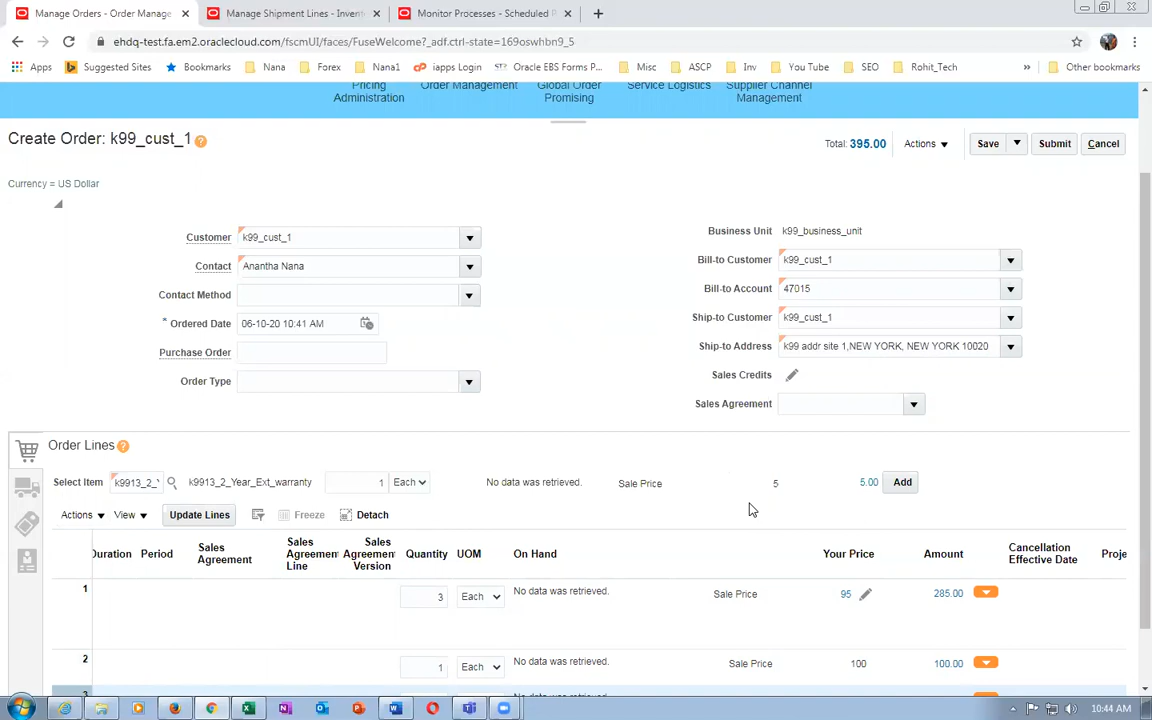 Manage Orders - Order Manage
Manage Shipment Lines - Invent
Monitor Processes - Scheduled P
ehdq-test.fa.em2.oraclecloud.com/fscmUI/faces/FuseWelcome?_adf.ctrl-state=169oswhbn9_5
Apps Suggested Sites Bookmarks Nana Forex Nana1 iapps Login Oracle EBS Forms P... Misc ASCP Inv You Tube SEO Rohit_Tech » Other bookmarks
Pricing Administration
Order Management
Global Order Promising
Service Logistics
Supplier Channel Management
Create Order: k99_cust_1
Total: 395.00 Actions Save Submit Cancel
Currency = US Dollar
Customer k99_cust_1
Contact Anantha Nana
Contact Method
* Ordered Date 06-10-20 10:41 AM
Purchase Order
Order Type
Business Unit k99_business_unit
Bill-to Customer k99_cust_1
Bill-to Account 47015
Ship-to Customer k99_cust_1
Ship-to Address k99 addr site 1,NEW YORK, NEW YORK 10020
Sales Credits
Sales Agreement
Order Lines
Select Item k9913_2_Y k9913_2_Year_Ext_warranty 1 Each No data was retrieved. Sale Price 5 5.00 Add
Actions View Update Lines Freeze Detach
Duration Period Sales Agreement Sales Agreement Line Sales Agreement Version Quantity UOM On Hand Your Price Amount Cancellation Effective Date Proje
1 3 Each No data was retrieved. Sale Price 95 285.00
2 1 Each No data was retrieved. Sale Price 100 100.00
3
10:44 AM